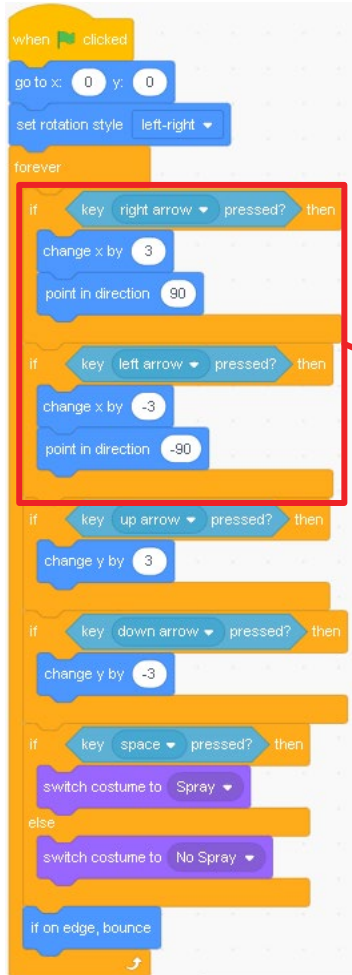 when clicked
go to x: 0 y: 0
set rotation style left-right
forever
if key right arrow pressed? then
change x by 3
point in direction 90
if key left arrow pressed? then
change x by -3
point in direction -90
if key up arrow pressed? then
change y by 3
if key down arrow pressed? then
change y by -3
if key space pressed? then
switch costume to Spray
else
switch costume to No Spray
if on edge, bounce